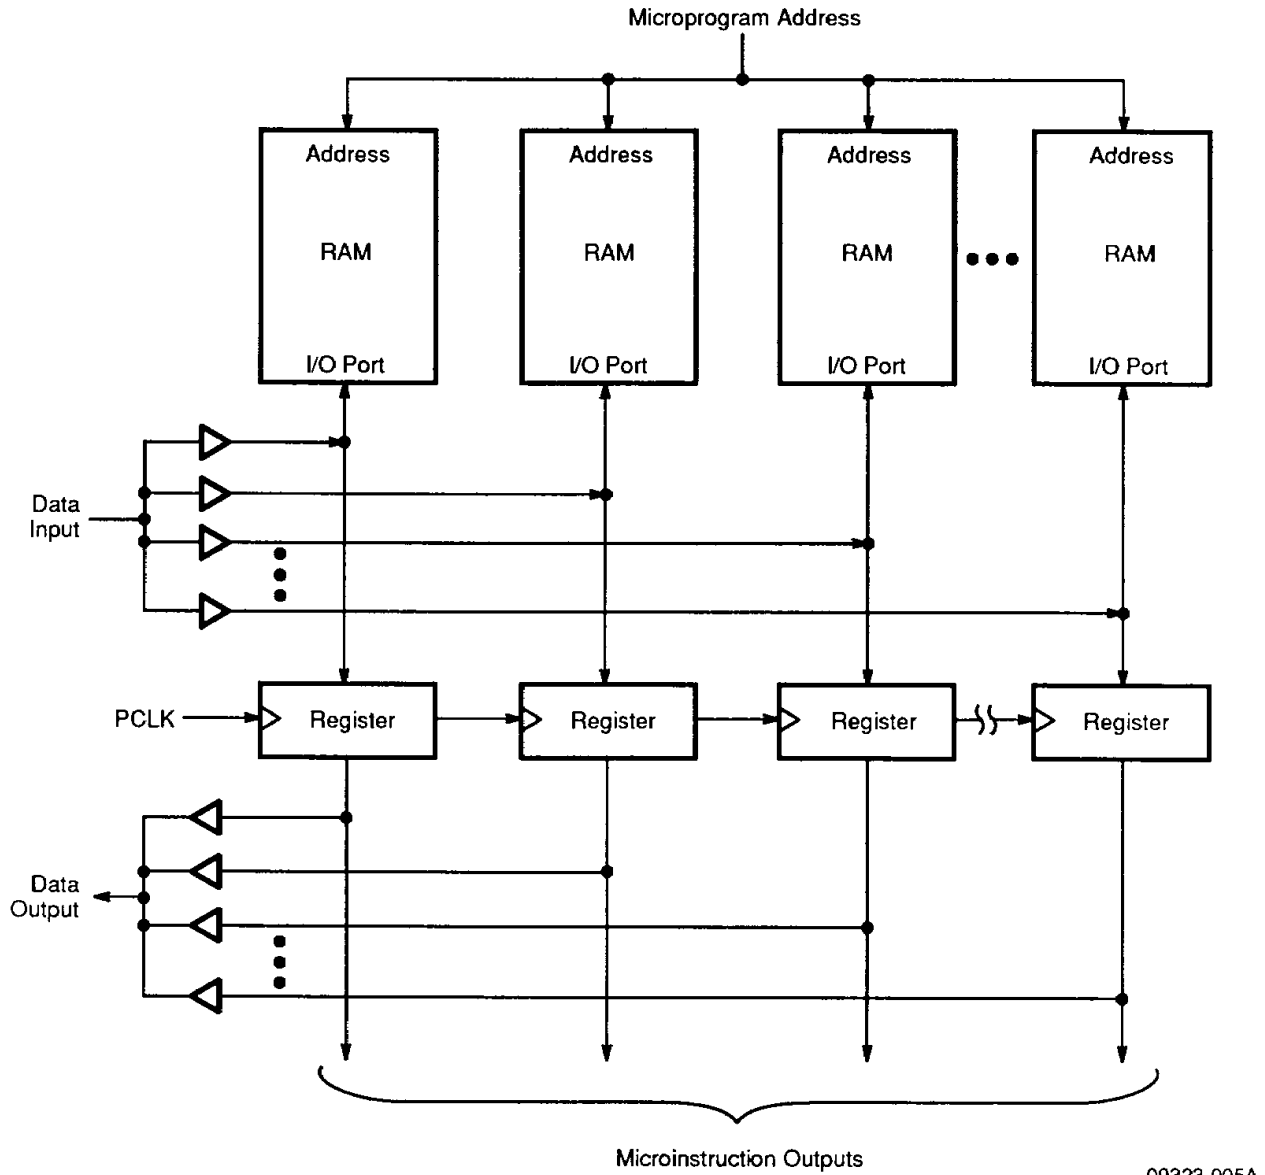 Microprogram Address
Address Address Address Address
RAM RAM RAM RAM
I/O Port I/O Port I/O Port I/O Port
Data
Input
PCLK Register Register Register Register
Data
Output
Microinstruction Outputs